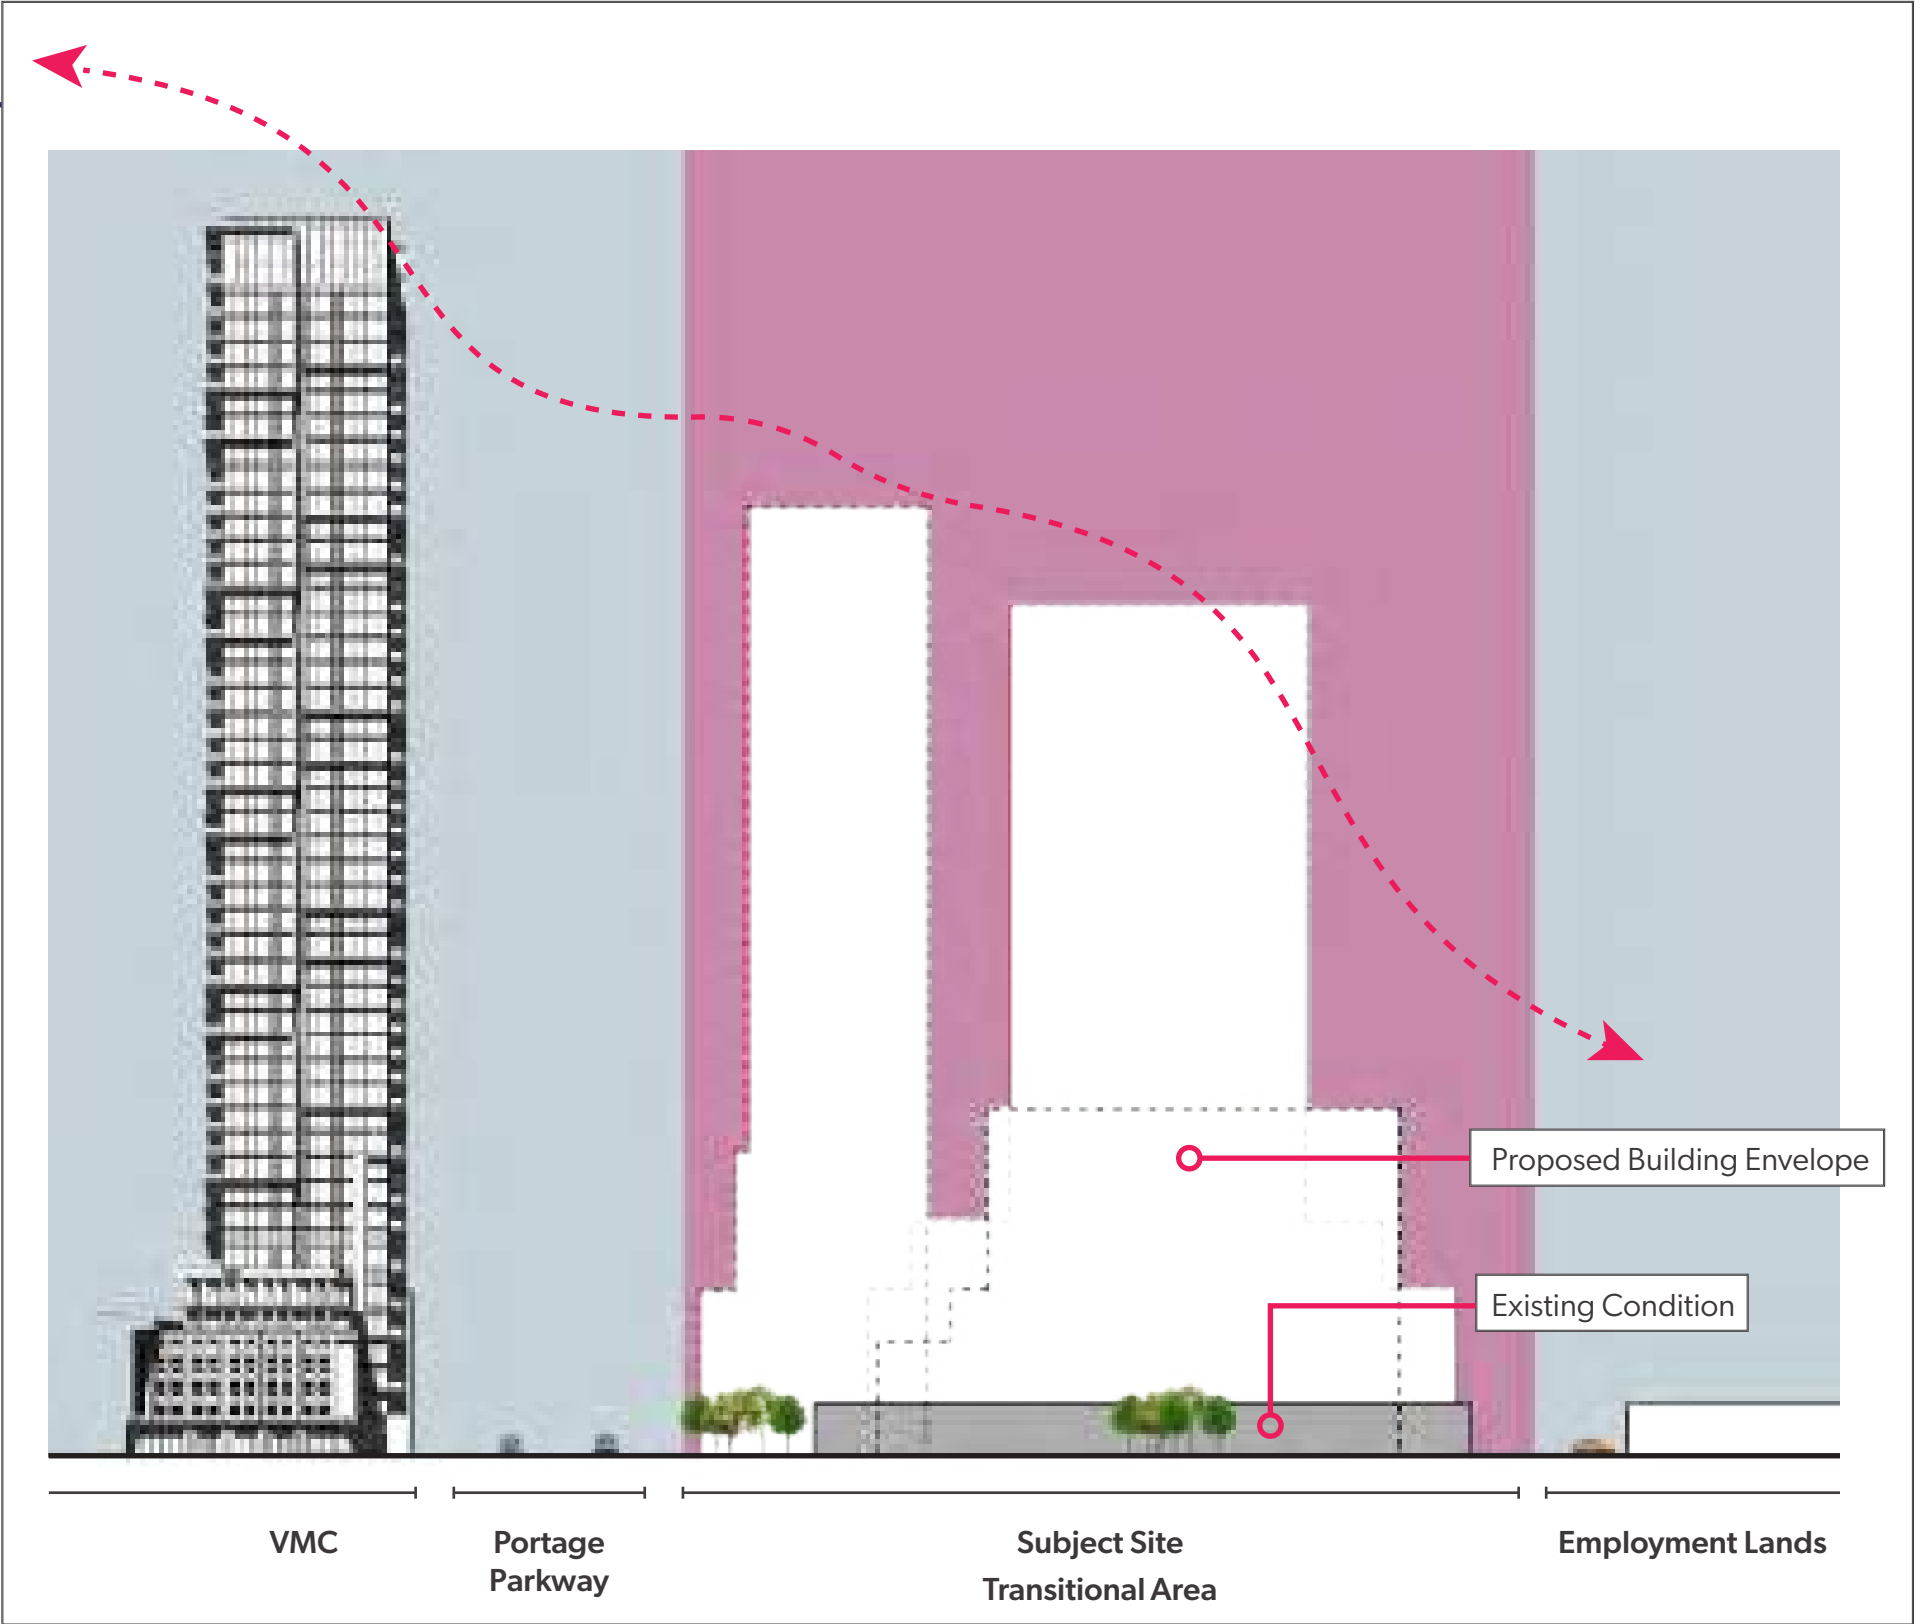 Proposed Building Envelope
Existing Condition
VMC
Portage
Parkway
Subject Site
Transitional Area
Employment Lands